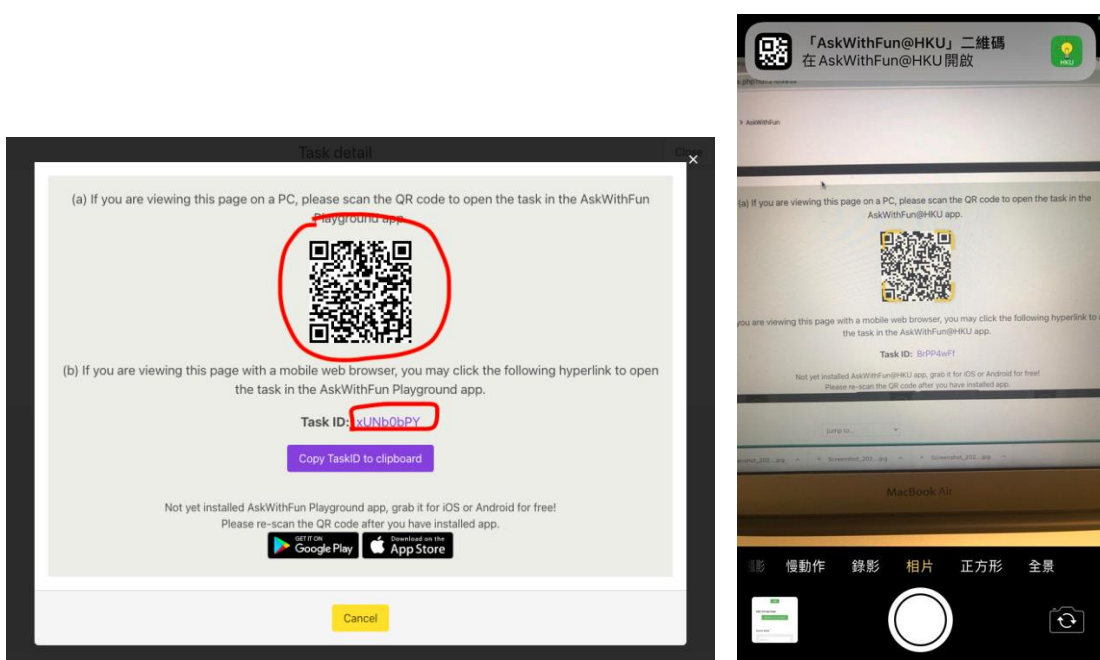 Task detail
Close
×
(a) If you are viewing this page on a PC, please scan the QR code to open the task in the AskWithFun
Playground app.
(b) If you are viewing this page with a mobile web browser, you may click the following hyperlink to open
the task in the AskWithFun Playground app.
Task ID: xUNb0bPY
Copy TaskID to clipboard
Not yet installed AskWithFun Playground app, grab it for iOS or Android for free!
Please re-scan the QR code after you have installed app.
GET IT ON
Google Play
Download on the
App Store
Cancel
「AskWithFun@HKU」二維碼
在 AskWithFun@HKU 開啟
HKU
> AskWithFun
(a) If you are viewing this page on a PC, please scan the QR code to open the task in the
AskWithFun@HKU app.
you are viewing this page with a mobile web browser, you may click the following hyperlink to
the task in the AskWithFun@HKU app.
Task ID: BrPP4wFf
Not yet installed AskWithFun@HKU app, grab it for iOS or Android for free!
Please re-scan the QR code after you have installed app.
Jump to...
Screenshot_202....jpg
Screenshot_202....jpg
MacBook Air
慢動作 錄影 相片 正方形 全景